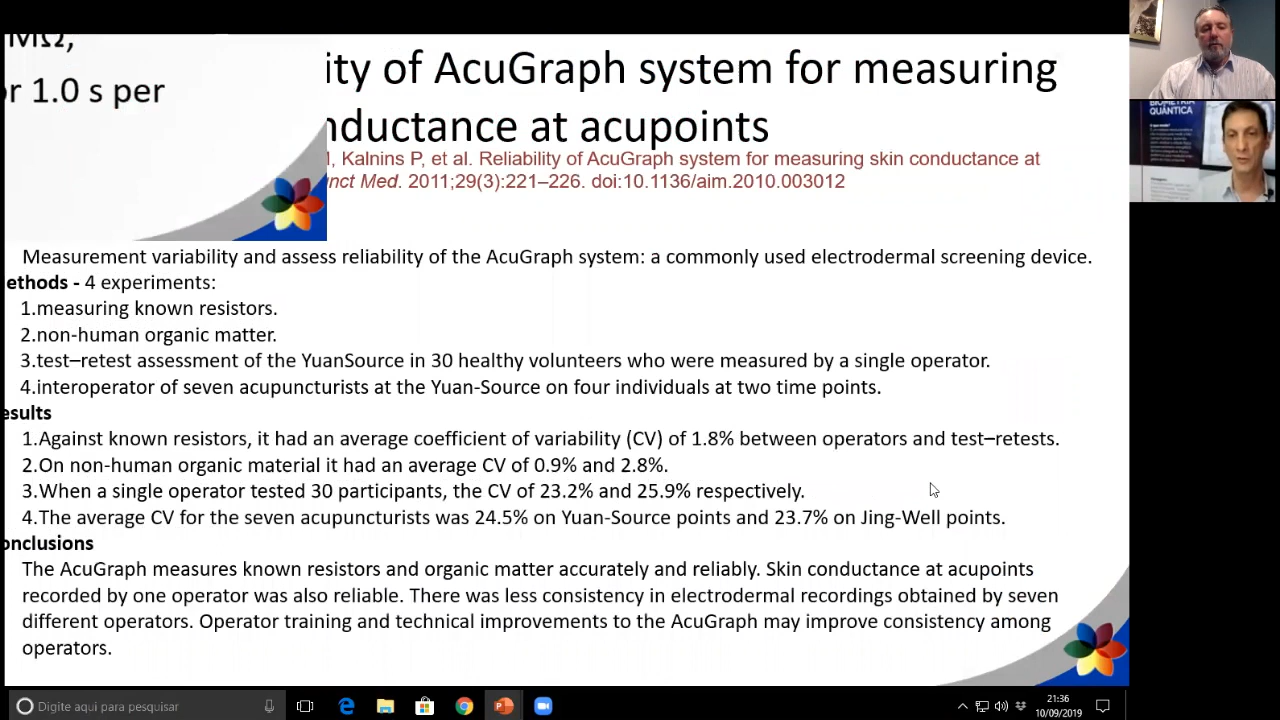 MΩ,
r 1.0 s per
ity of AcuGraph system for measuring
nductance at acupoints
, Kalnins P, et al. Reliability of AcuGraph system for measuring skin conductance at
nct Med. 2011;29(3):221–226. doi:10.1136/aim.2010.003012
Measurement variability and assess reliability of the AcuGraph system: a commonly used electrodermal screening device.
ethods - 4 experiments:
1.measuring known resistors.
2.non-human organic matter.
3.test–retest assessment of the YuanSource in 30 healthy volunteers who were measured by a single operator.
4.interoperator of seven acupuncturists at the Yuan-Source on four individuals at two time points.
esults
1.Against known resistors, it had an average coefficient of variability (CV) of 1.8% between operators and test–retests.
2.On non-human organic material it had an average CV of 0.9% and 2.8%.
3.When a single operator tested 30 participants, the CV of 23.2% and 25.9% respectively.
4.The average CV for the seven acupuncturists was 24.5% on Yuan-Source points and 23.7% on Jing-Well points.
onclusions
The AcuGraph measures known resistors and organic matter accurately and reliably. Skin conductance at acupoints
recorded by one operator was also reliable. There was less consistency in electrodermal recordings obtained by seven
different operators. Operator training and technical improvements to the AcuGraph may improve consistency among
operators.
BIOMETRIA
QUÂNTICA
Digite aqui para pesquisar
21:36
10/09/2019